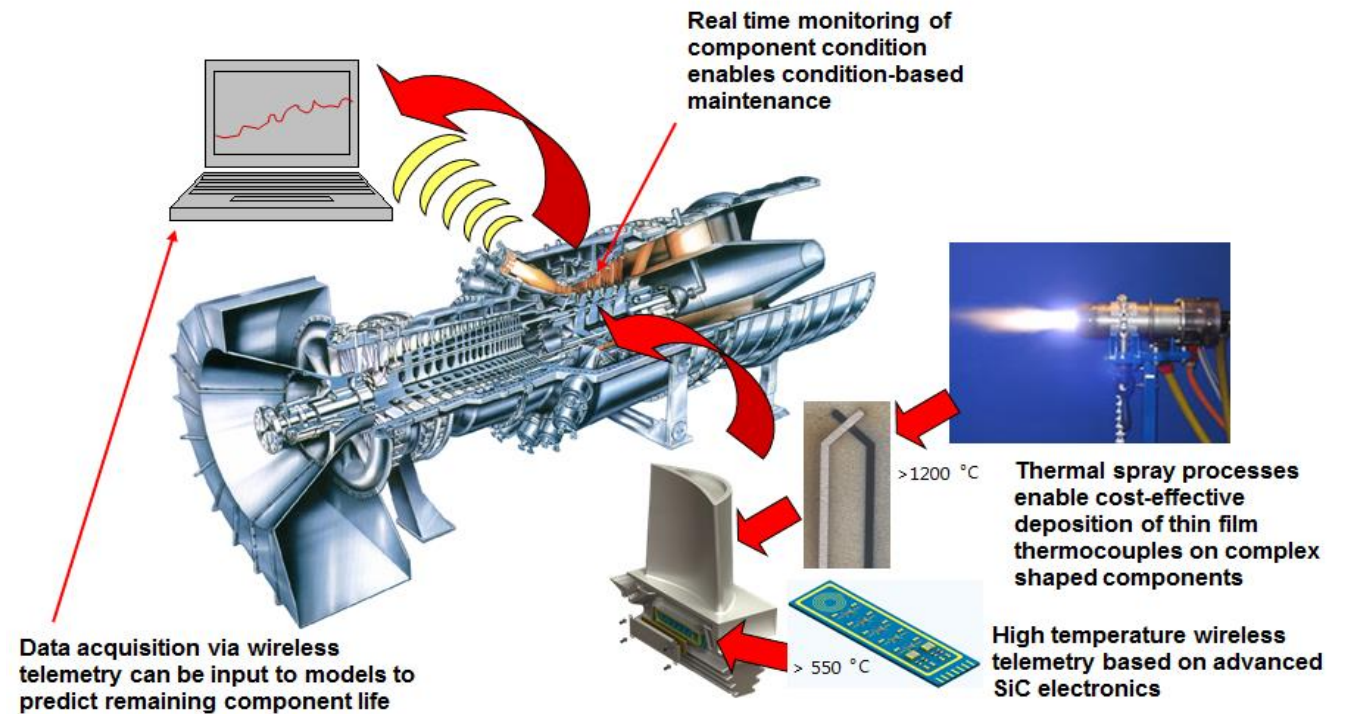 Real time monitoring of
component condition
enables condition-based
maintenance
>1200 °C
Thermal spray processes
enable cost-effective
deposition of thin film
thermocouples on complex
shaped components
> 550 °C
High temperature wireless
telemetry based on advanced
SiC electronics
Data acquisition via wireless
telemetry can be input to models to
predict remaining component life